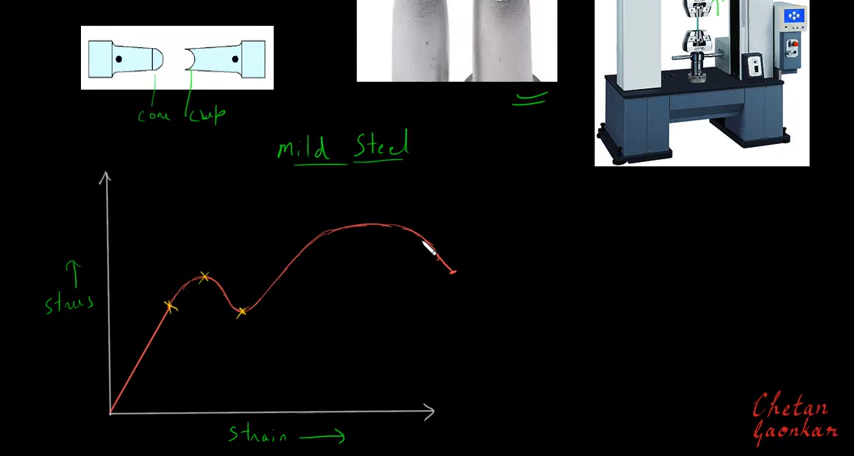 cone cup
Mild Steel
Stress
Strain
Chetan
Gaonkar